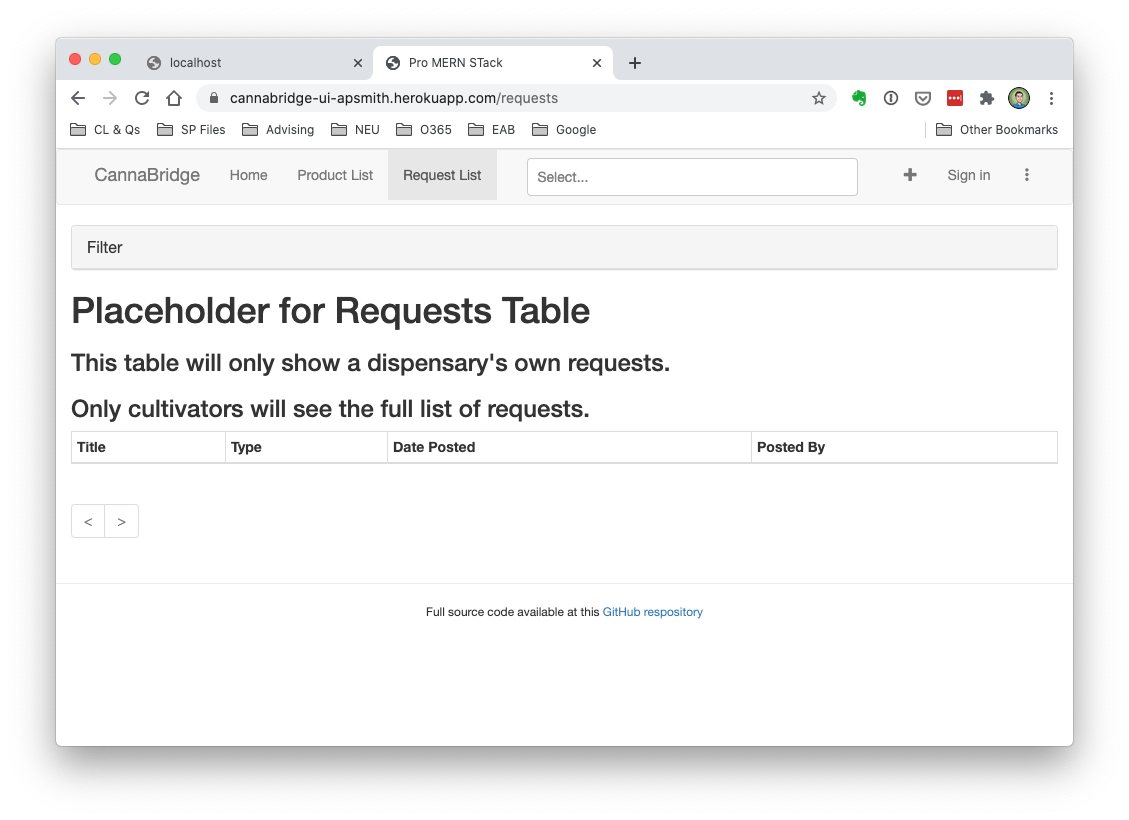 localhost
Pro MERN STack
cannabridge-ui-apsmith.herokuapp.com/requests
CL & Qs SP Files Advising NEU O365 EAB Google Other Bookmarks
CannaBridge Home Product List Request List Select... + Sign in
Filter
Placeholder for Requests Table
This table will only show a dispensary's own requests.
Only cultivators will see the full list of requests.
Title Type Date Posted Posted By
< >
Full source code available at this GitHub respository